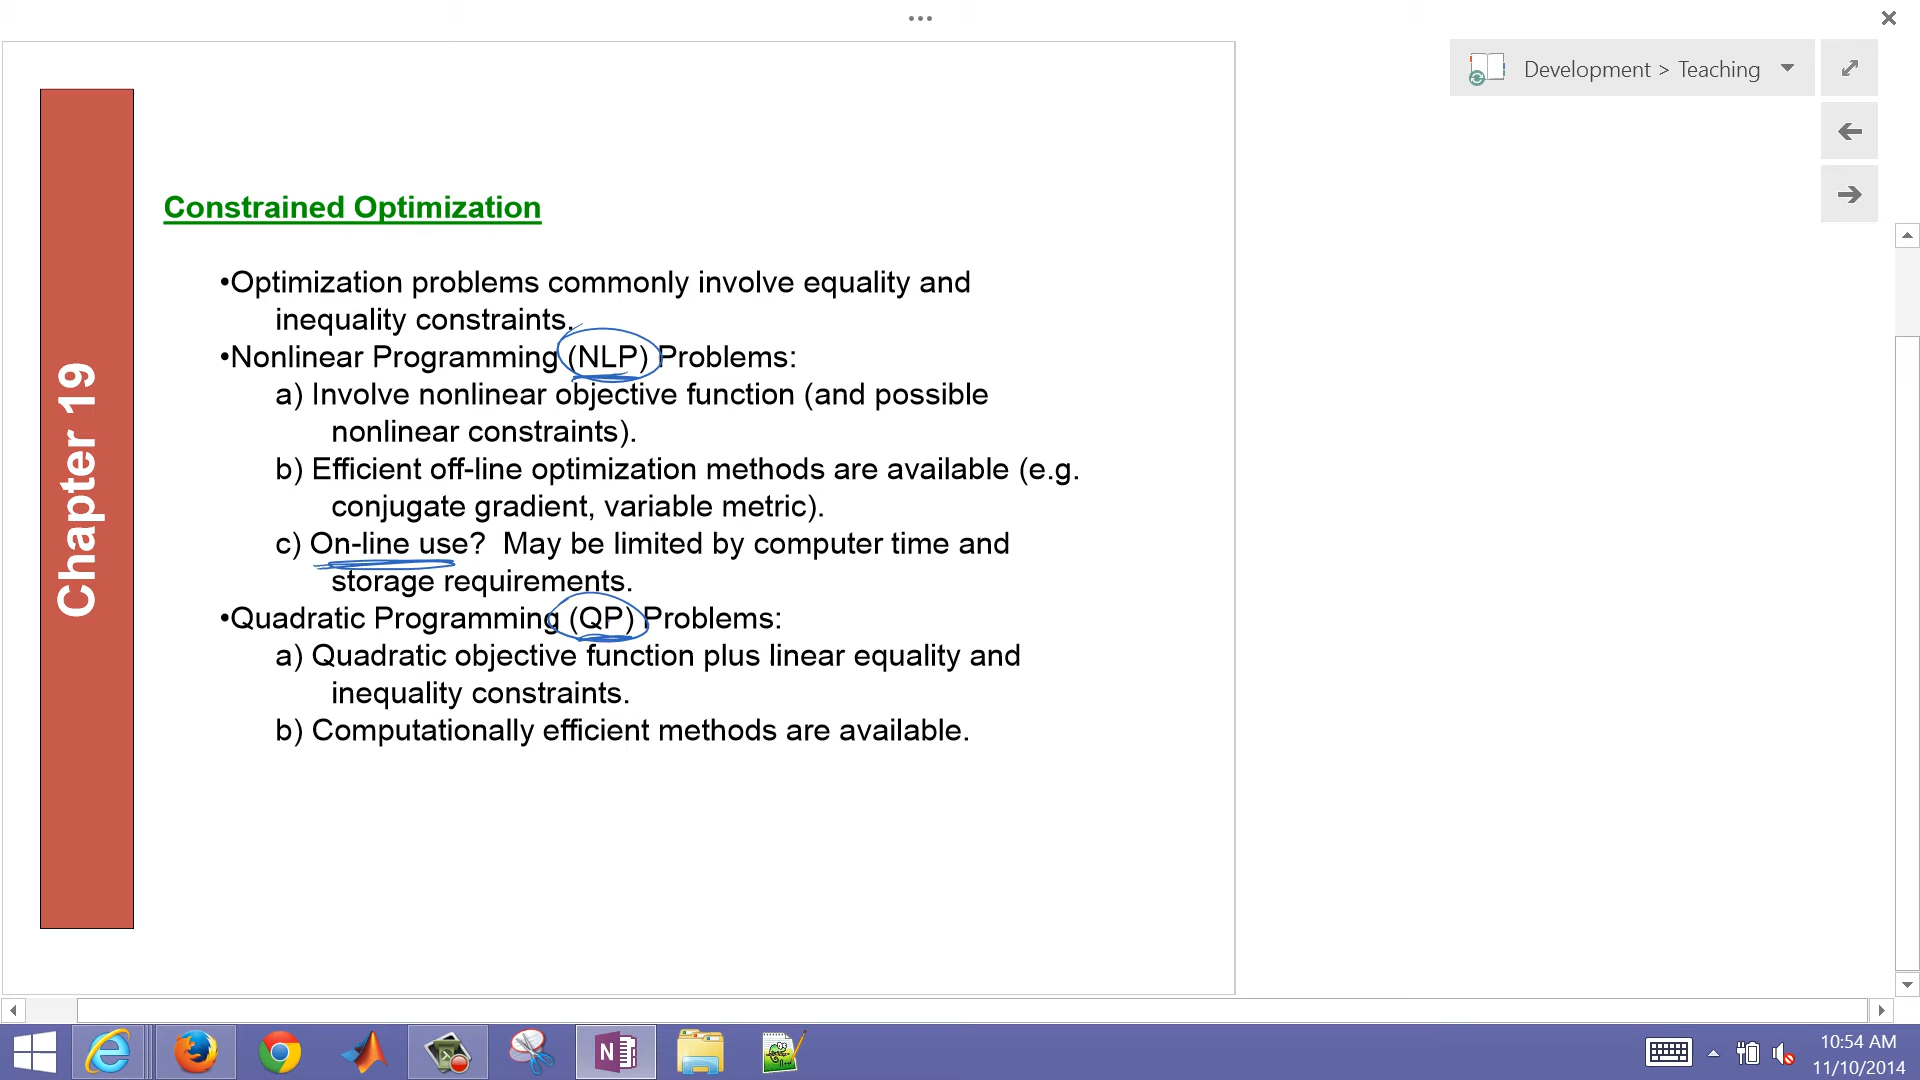 Development > Teaching
Chapter 19
Constrained Optimization
•Optimization problems commonly involve equality and
inequality constraints.
•Nonlinear Programming (NLP) Problems:
a) Involve nonlinear objective function (and possible
nonlinear constraints).
b) Efficient off-line optimization methods are available (e.g.
conjugate gradient, variable metric).
c) On-line use? May be limited by computer time and
storage requirements.
•Quadratic Programming (QP) Problems:
a) Quadratic objective function plus linear equality and
inequality constraints.
b) Computationally efficient methods are available.
N
10:54 AM
11/10/2014